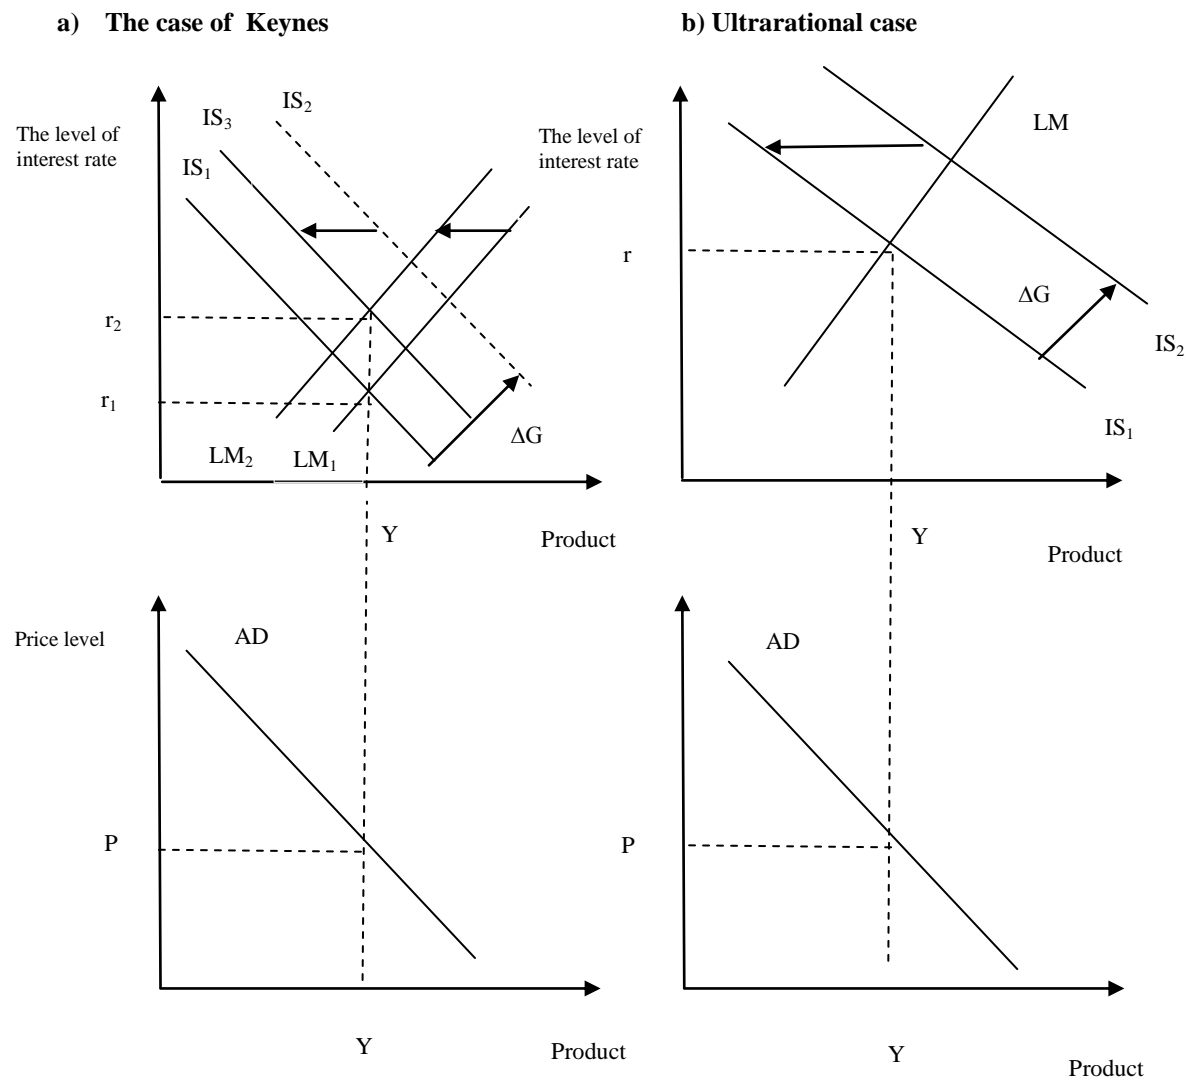 a) The case of Keynes
b) Ultrarational case
The level of
interest rate
IS₃
IS₂
IS₁
r₂
r₁
LM₂
LM₁
ΔG
Y
Product
The level of
interest rate
LM
r
ΔG
IS₂
IS₁
Y
Product
Price level
AD
P
Y
Product
AD
P
Y
Product